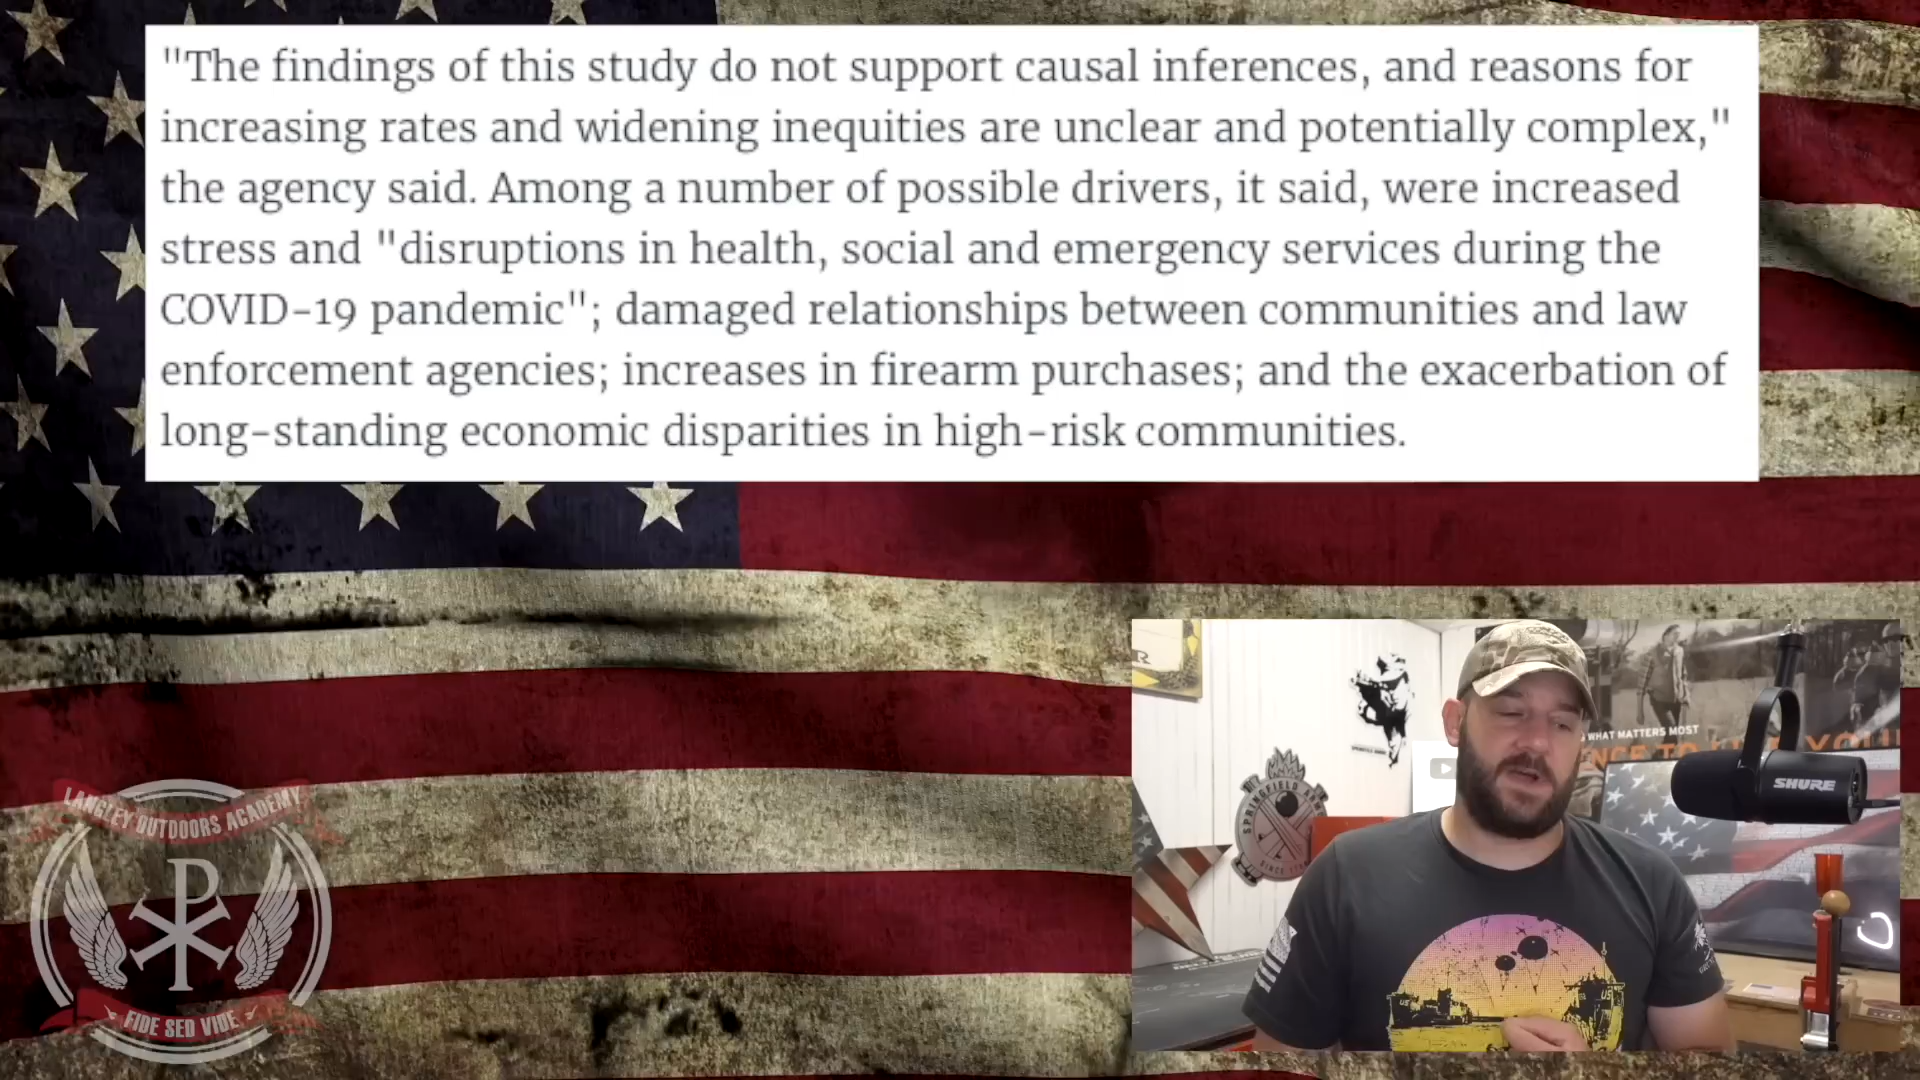 "The findings of this study do not support causal inferences, and reasons for
increasing rates and widening inequities are unclear and potentially complex,"
the agency said. Among a number of possible drivers, it said, were increased
stress and "disruptions in health, social and emergency services during the
COVID-19 pandemic"; damaged relationships between communities and law
enforcement agencies; increases in firearm purchases; and the exacerbation of
long-standing economic disparities in high-risk communities.
WHAT MATTERS MOST
SHURE
SPRINGFIELD
LANGLEY OUTDOORS ACADEMY
FIDE SED VIDE
US
US